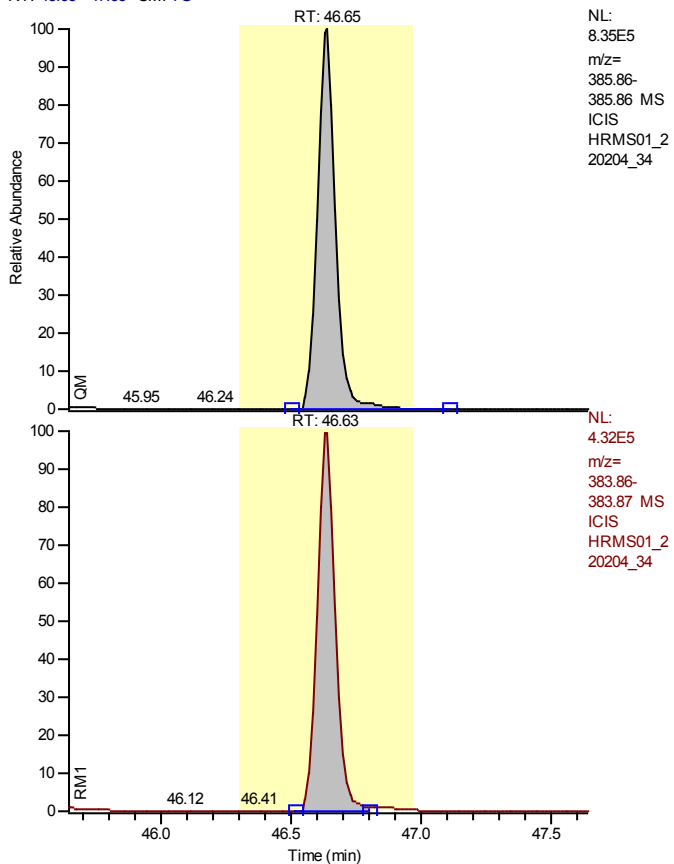 RT: 46.65
NL:
8.35E5
m/z=
385.86-
385.86 MS
ICIS
HRMS01_2
20204_34
100
90
80
70
60
50
40
30
20
10
0
Relative Abundance
QM
45.95 46.24
RT: 46.63
NL:
4.32E5
m/z=
383.86-
383.87 MS
ICIS
HRMS01_2
20204_34
100
90
80
70
60
50
40
30
20
10
0
RM1
46.12 46.41
46.0 46.5 47.0 47.5
Time (min)